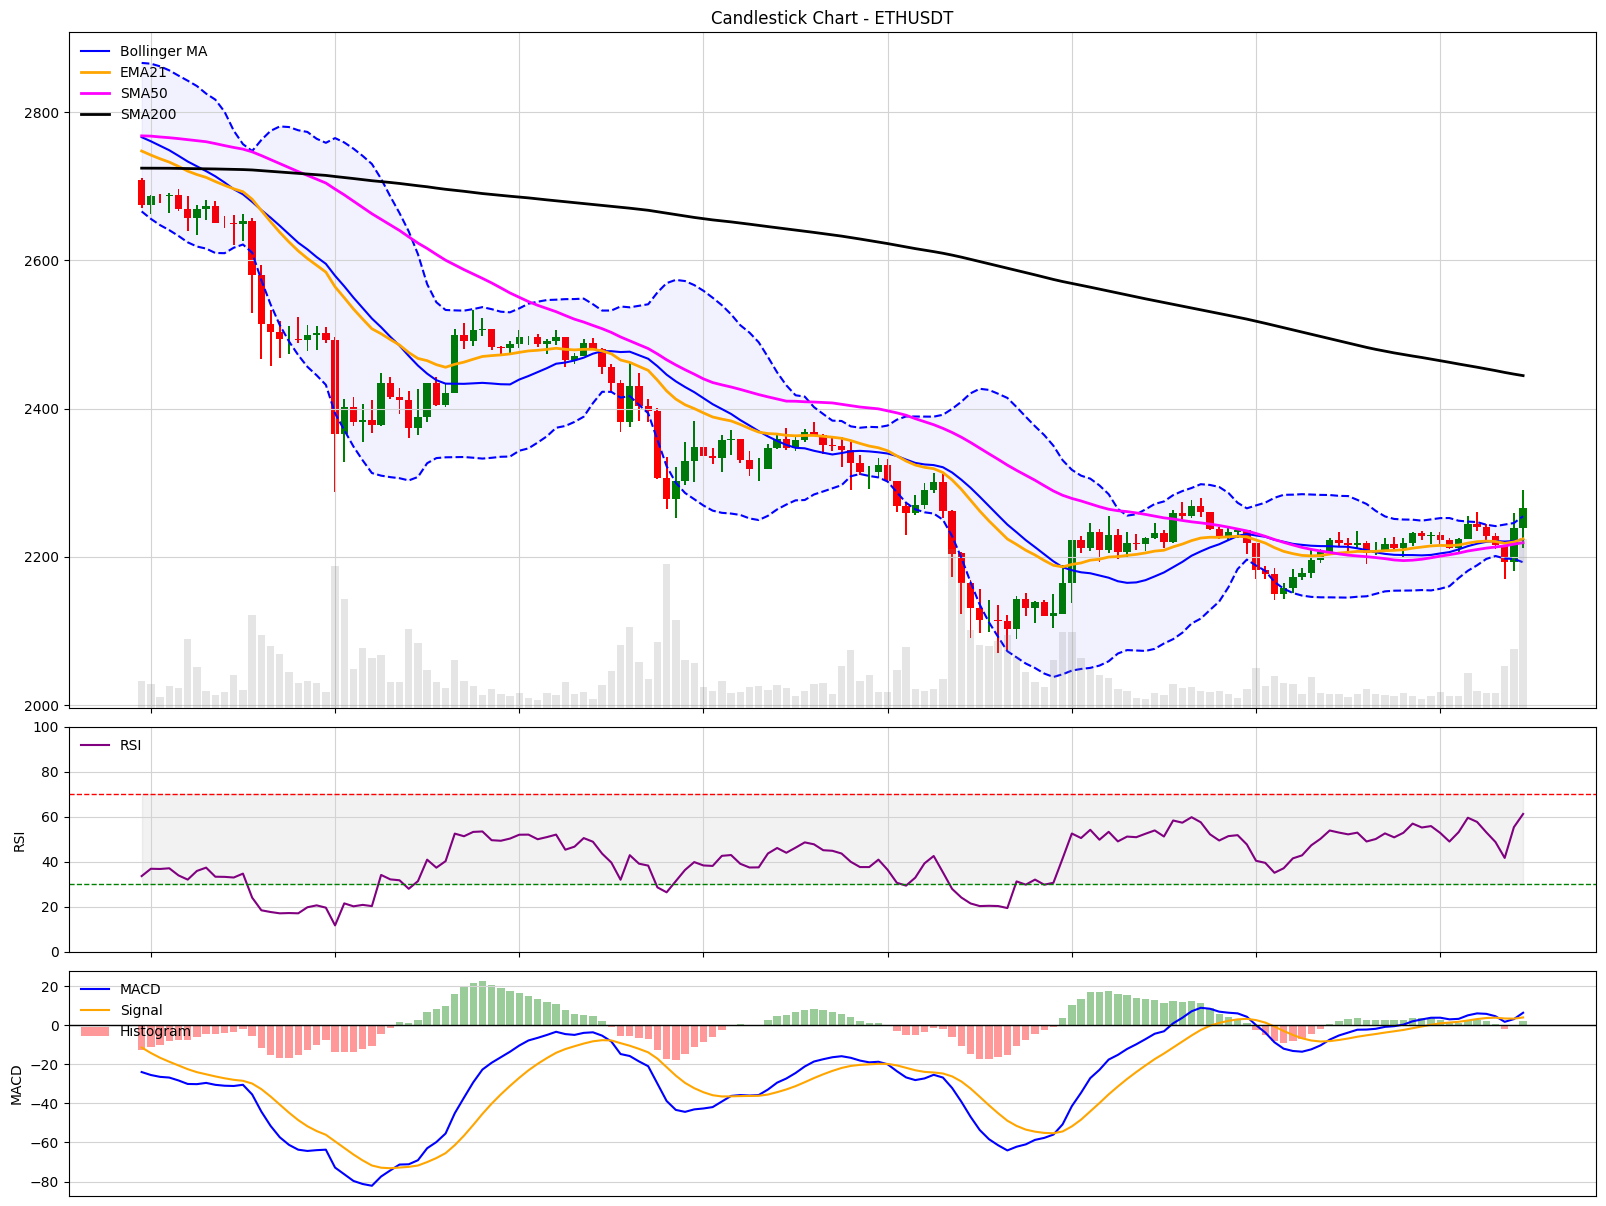 Candlestick Chart - ETHUSDT
Bollinger MA
EMA21
SMA50
SMA200
2800
2600
2400
2200
2000
100
80
60
40
20
0
RSI
RSI
20
0
−20
−40
−60
−80
MACD
MACD
Signal
Histogram